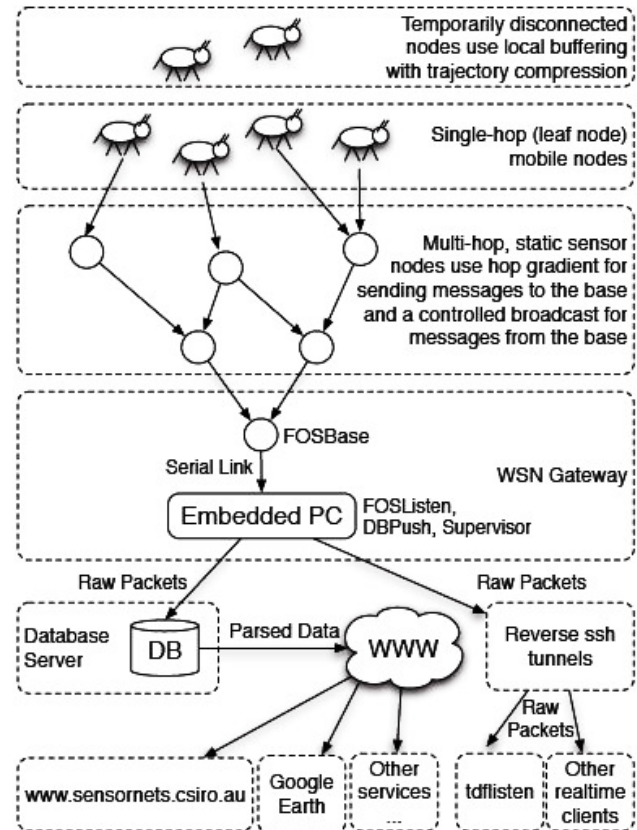 Temporarily disconnected
nodes use local buffering
with trajectory compression
Single-hop (leaf node)
mobile nodes
Multi-hop, static sensor
nodes use hop gradient for
sending messages to the base
and a controlled broadcast for
messages from the base
FOSBase
Serial Link
WSN Gateway
Embedded PC
FOSListen,
DBPush, Supervisor
Raw Packets
Raw Packets
Database
Server
DB
Parsed Data
WWW
Reverse ssh
tunnels
Raw
Packets
www.sensornets.csiro.au
Google
Earth
Other
services
...
tdflisten
Other
realtime
clients